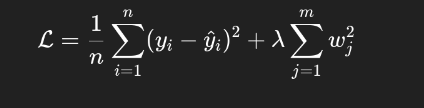 $\mathcal{L} = \frac{1}{n} \sum_{i=1}^{n} (y_i - \hat{y}_i)^2 + \lambda \sum_{j=1}^{m} w_j^2$